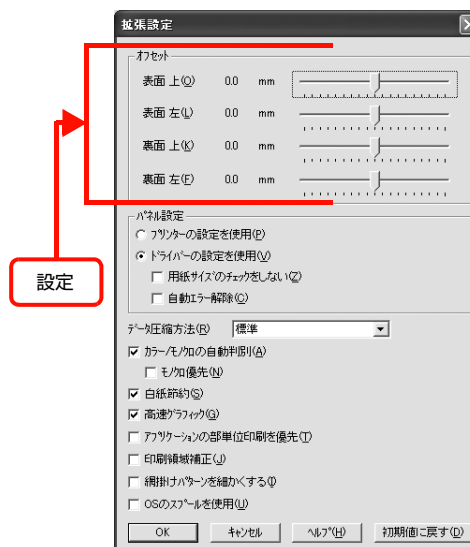 拡張設定
オフセット
表面 上(O) 0.0 mm
表面 左(L) 0.0 mm
裏面 上(K) 0.0 mm
裏面 左(F) 0.0 mm
設定
パネル設定
プリンターの設定を使用(P)
ドライバーの設定を使用(V)
用紙サイズのチェックをしない(Z)
自動エラー解除(C)
データ圧縮方法(R) 標準
カラー/モノクロの自動判別(A)
モノクロ優先(N)
白紙節約(S)
高速グラフィック(G)
アプリケーションの部単位印刷を優先(T)
印刷領域補正(J)
網掛けパターンを細かくする(I)
OSのスプールを使用(U)
OK キャンセル ヘルプ(H) 初期値に戻す(D)